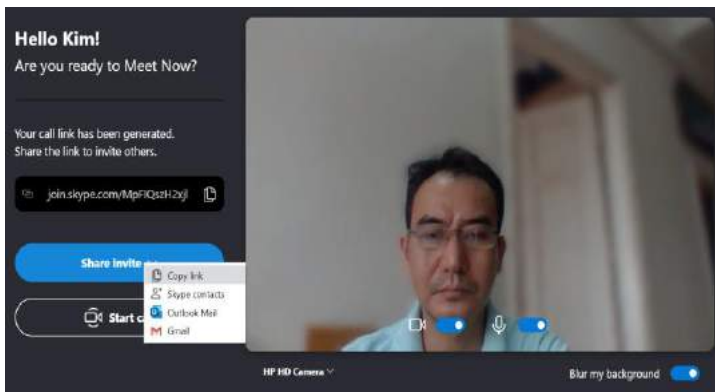 Hello Kim!
Are you ready to Meet Now?
Your call link has been generated.
Share the link to invite others.
join.skype.com/MpFIQszH2xjl
Share invite
Copy link
Skype contacts
Outlook Mail
Gmail
Start
HP HD Camera
Blur my background